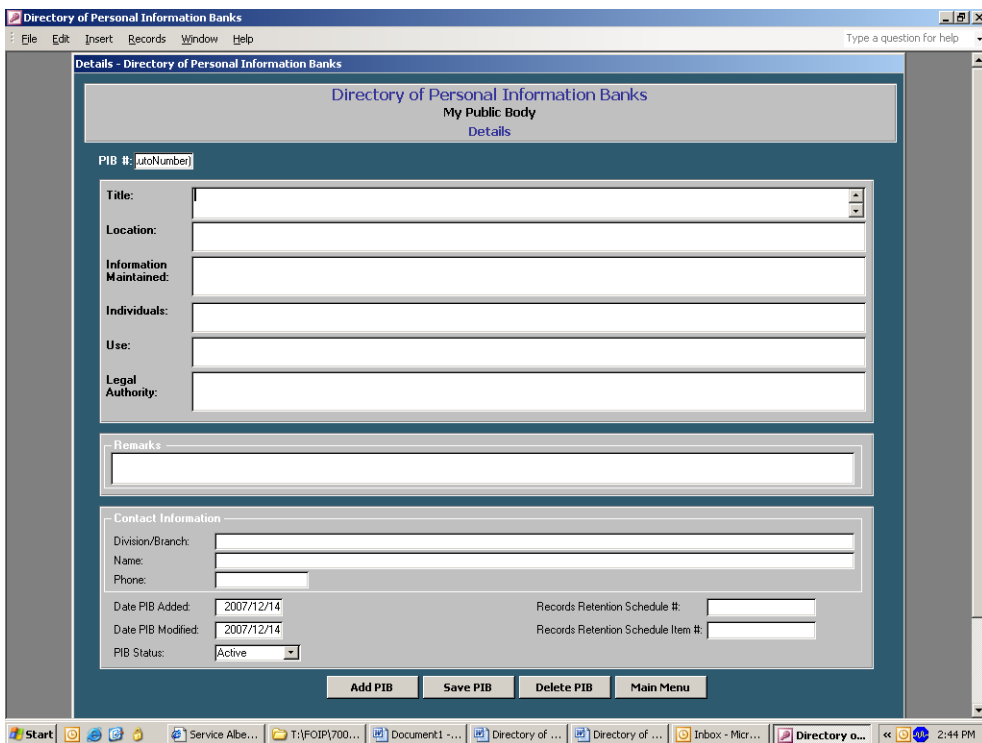 Directory of Personal Information Banks
File Edit Insert Records Window Help
Type a question for help
Details - Directory of Personal Information Banks
Directory of Personal Information Banks
My Public Body
Details
PIB #: utoNumber)
Title:
Location:
Information
Maintained:
Individuals:
Use:
Legal
Authority:
Remarks
Contact Information
Division/Branch:
Name:
Phone:
Date PIB Added: 2007/12/14 Records Retention Schedule #:
Date PIB Modified: 2007/12/14 Records Retention Schedule Item #:
PIB Status: Active
Add PIB Save PIB Delete PIB Main Menu
Start Service Albe... T:\FOIP\700... Document1 -... Directory of ... Directory of ... Inbox - Micr... Directory o... « 2:44 PM